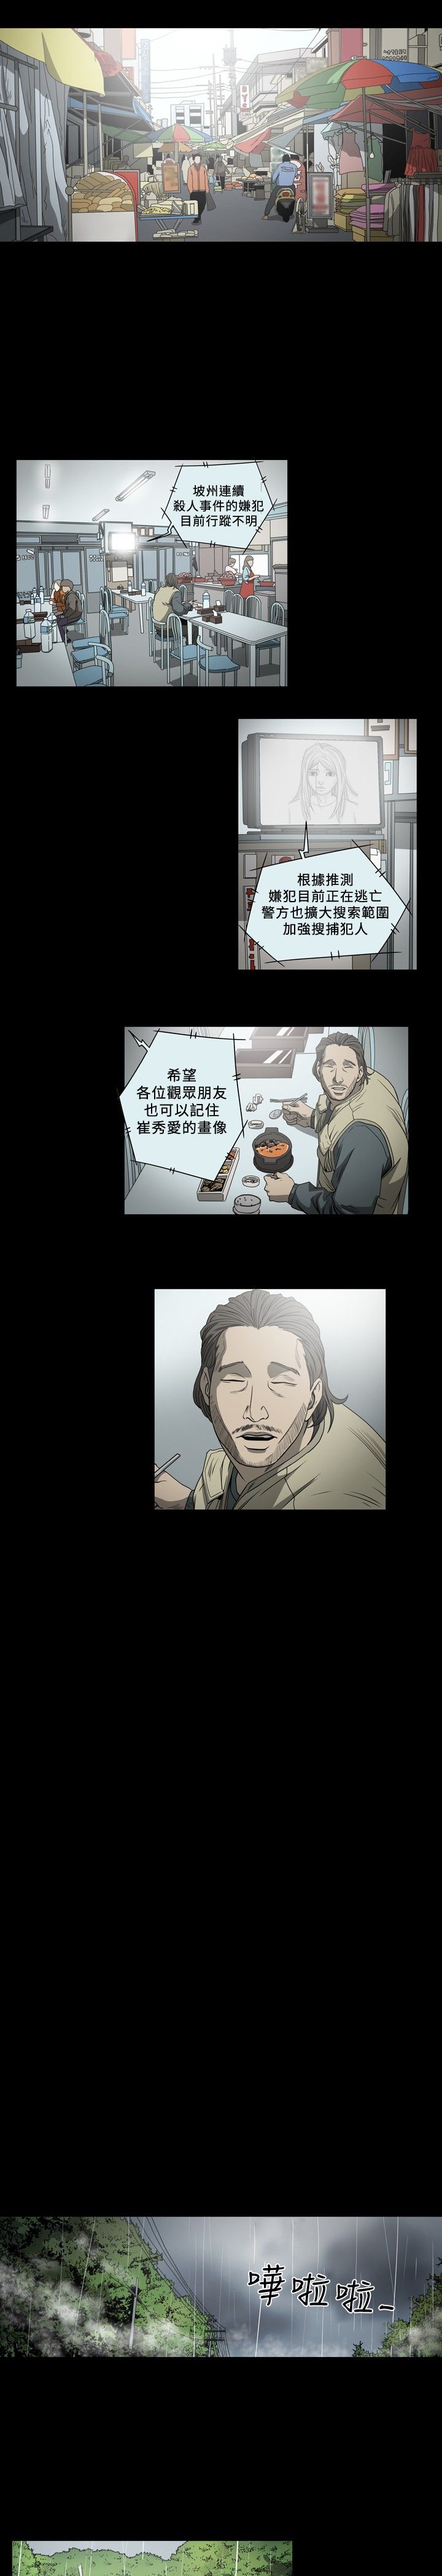 坡州連續
殺人事件的嫌犯
目前行蹤不明
根據推測
嫌犯目前正在逃亡
警方也擴大搜索範圍
加強搜捕犯人
希望
各位觀眾朋友
也可以記住
崔秀愛的畫像
嘩啦啦-